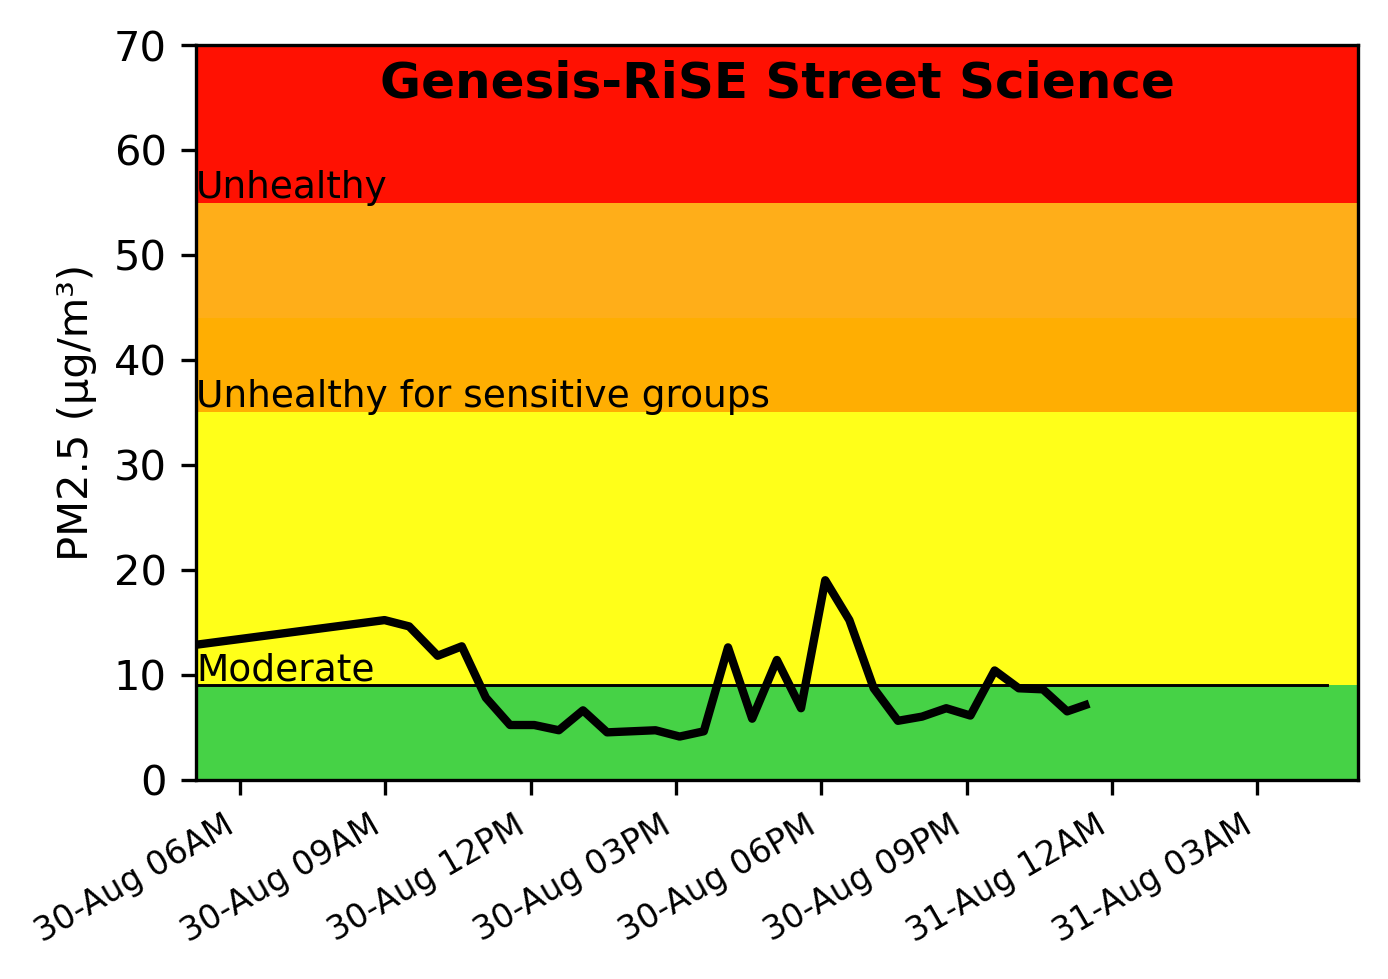 Genesis-RiSE Street Science
70
60
Unhealthy
50
40
Unhealthy for sensitive groups
30
20
10
Moderate
0
PM2.5 (µg/m³)
30-Aug 06AM
30-Aug 09AM
30-Aug 12PM
30-Aug 03PM
30-Aug 06PM
30-Aug 09PM
31-Aug 12AM
31-Aug 03AM